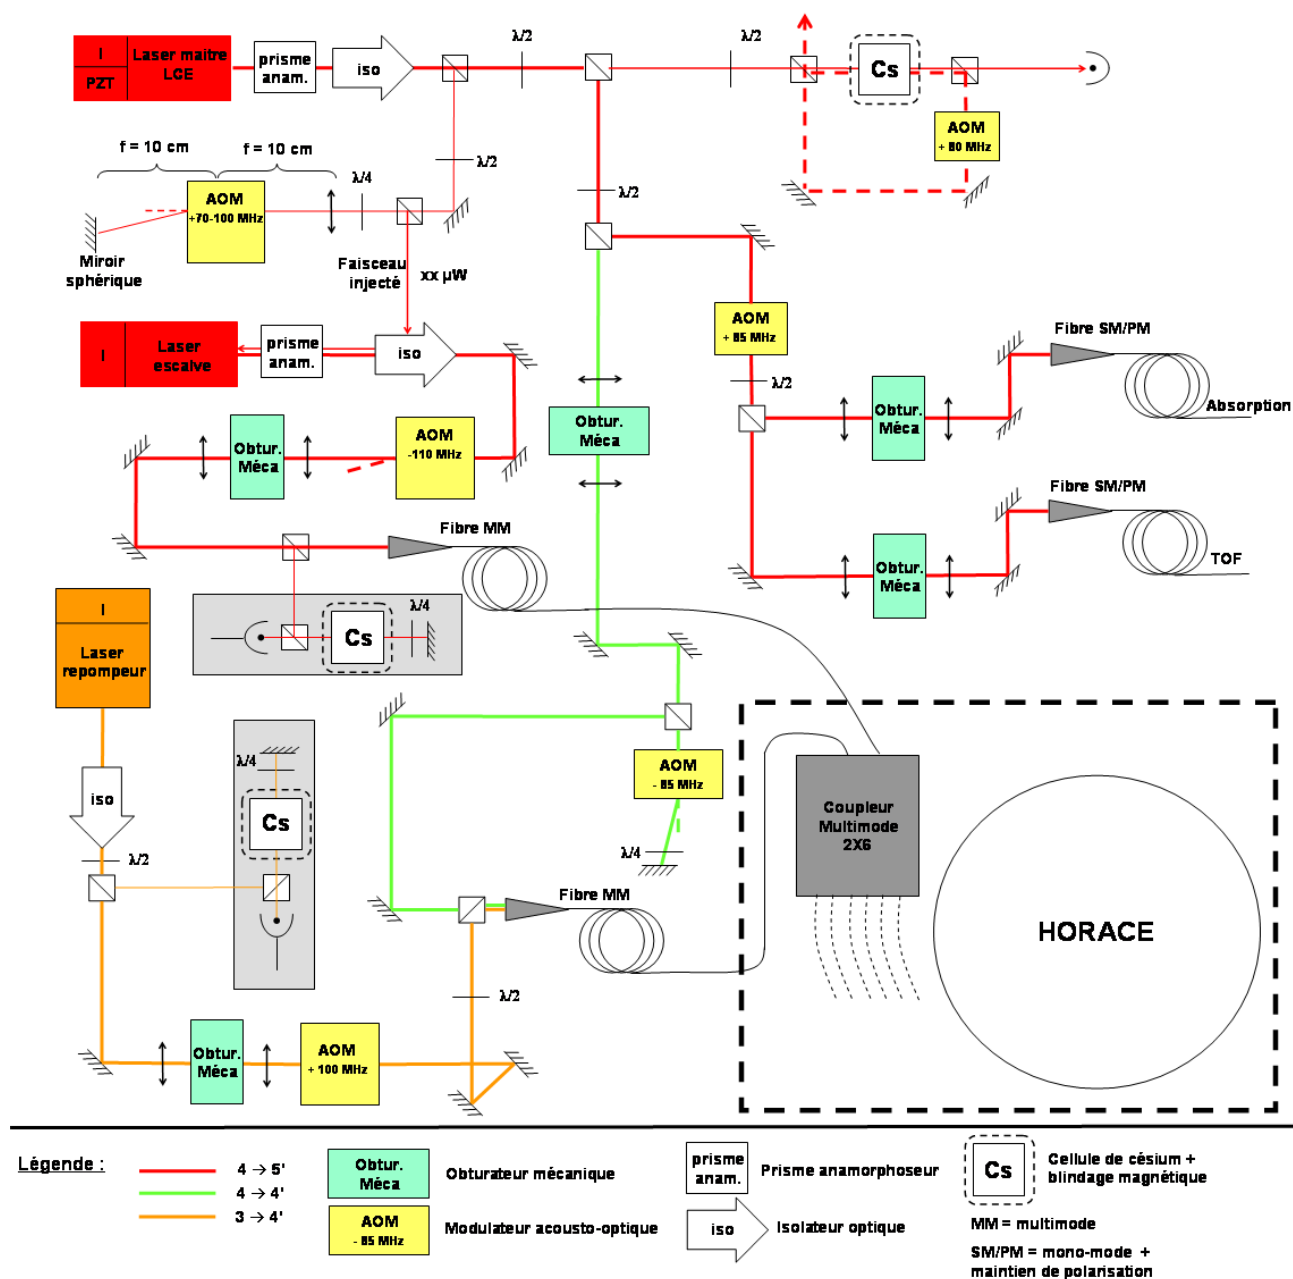 I
PZT
Laser maitre
LCE
prisme
anam.
iso
λ/2
λ/2
Cs
AOM
+ 80 MHz
λ/2
f = 10 cm
f = 10 cm
λ/4
AOM
+70-100 MHz
λ/2
Miroir
sphérique
Faisceau
injecté
xx µW
I
Laser
escalve
prisme
anam.
iso
AOM
+ 85 MHz
λ/2
Fibre SM/PM
Obtur.
Méca
Absorption
Obtur.
Méca
Obtur.
Méca
AOM
-110 MHz
Fibre SM/PM
Obtur.
Méca
TOF
Fibre MM
I
Laser
repompeur
Cs
λ/4
λ/4
Cs
iso
λ/2
AOM
- 85 MHz
λ/4
Coupleur
Multimode
2X6
Fibre MM
HORACE
λ/2
Obtur.
Méca
AOM
+ 100 MHz
Légende :
4 → 5'
4 → 4'
3 → 4'
Obtur.
Méca
Obturateur mécanique
AOM
- 85 MHz
Modulateur acousto-optique
prisme
anam.
Prisme anamorphoseur
iso
Isolateur optique
Cs
Cellule de césium +
blindage magnétique
MM = multimode
SM/PM = mono-mode +
maintien de polarisation